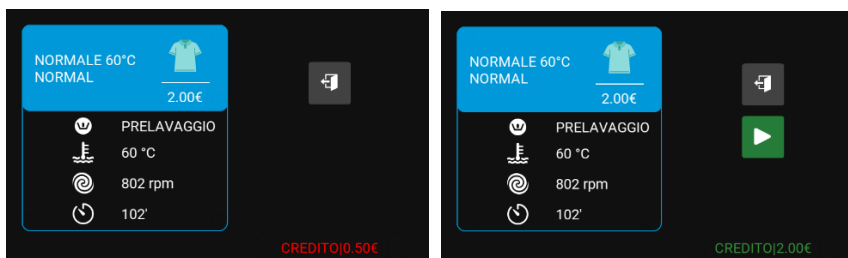 NORMALE 60°C
NORMAL
2.00€
PRELAVAGGIO
60 °C
802 rpm
102'
CREDITO|0.50€
NORMALE 60°C
NORMAL
2.00€
PRELAVAGGIO
60 °C
802 rpm
102'
CREDITO|2.00€